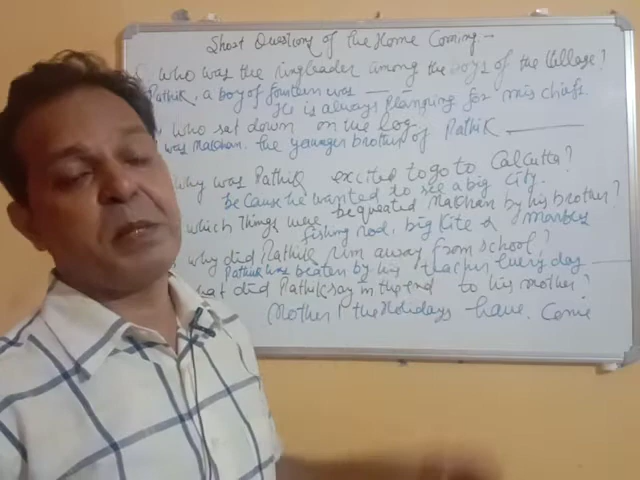 Short Questions of the Home Coming.-
Who was the ringleader among the boys of the Village?
Pathik. a boy of fourteen was —
He is always planning for mischief.
Who sat down on the log
was Makhan. the younger brother of Pathik
Why was Pathik excited to go to Calcutta?
because he wanted to see a big city.
which things were bequeated Makhan by his brother?
fishing rod, big kite & marbles
why did Pathik run away from school?
Pathik was beaten by his teacher every day
hat did Pathik say in the end to his mother?
Mother! the Holidays have Come